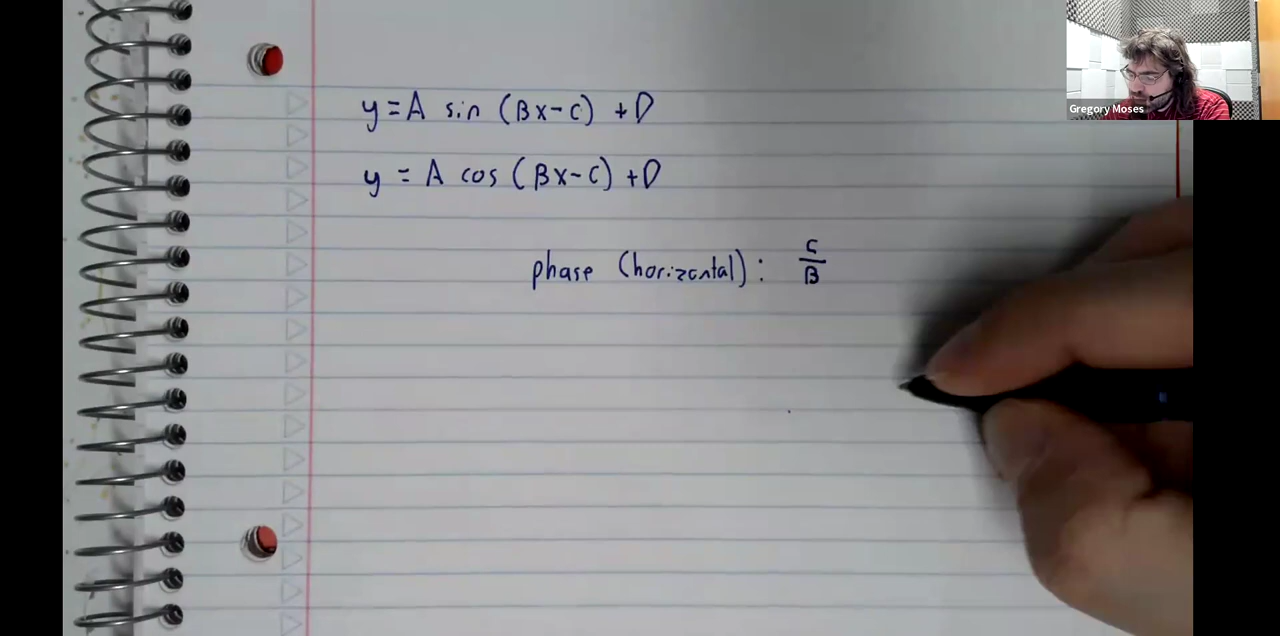 y = A sin (Bx - C) + D
y = A cos (Bx - C) + D
phase (horizontal): C/B
Gregory Moses